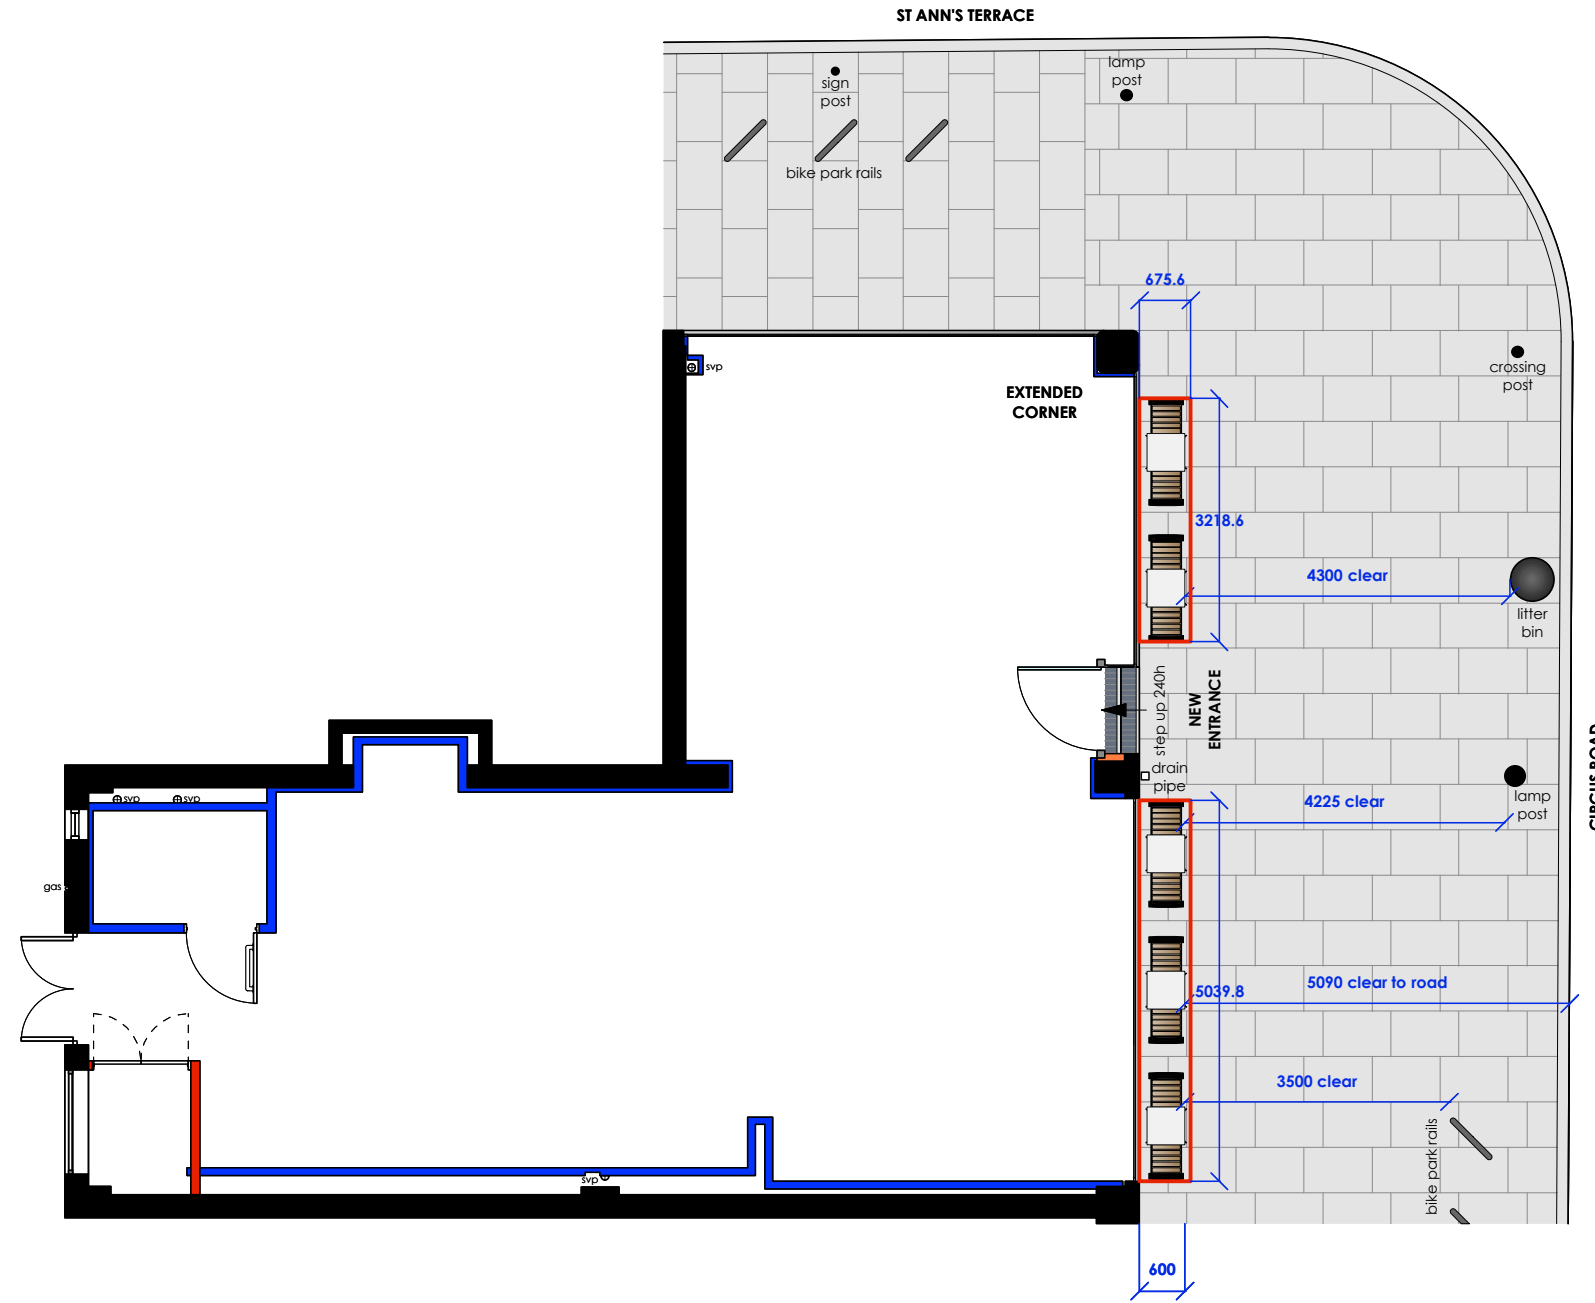 ST ANN'S TERRACE
sign
post
lamp
post
bike park rails
675.6
svp
EXTENDED
CORNER
crossing
post
3218.6
4300 clear
litter
bin
step up 240h
NEW
ENTRANCE
drain
pipe
CIRCUS ROAD
lamp
post
4225 clear
svp
svp
gas
5090 clear to road
5039.8
3500 clear
bike park rails
svp
600